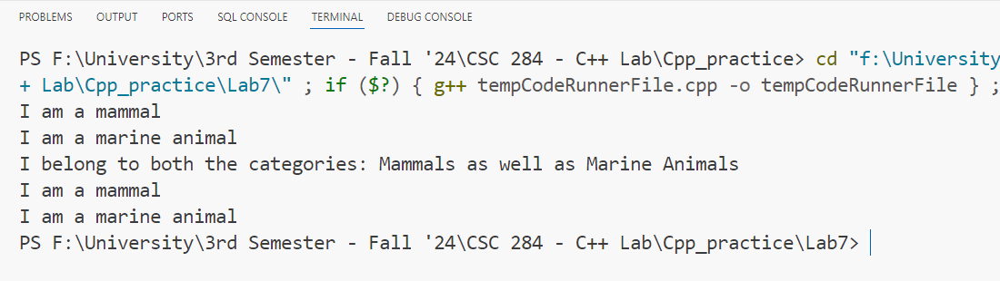 PROBLEMS OUTPUT PORTS SQL CONSOLE TERMINAL DEBUG CONSOLE
PS F:\University\3rd Semester - Fall '24\CSC 284 - C++ Lab\Cpp_practice> cd "f:\University
+ Lab\Cpp_practice\Lab7\" ; if ($?) { g++ tempCodeRunnerFile.cpp -o tempCodeRunnerFile } ;
I am a mammal
I am a marine animal
I belong to both the categories: Mammals as well as Marine Animals
I am a mammal
I am a marine animal
PS F:\University\3rd Semester - Fall '24\CSC 284 - C++ Lab\Cpp_practice\Lab7>